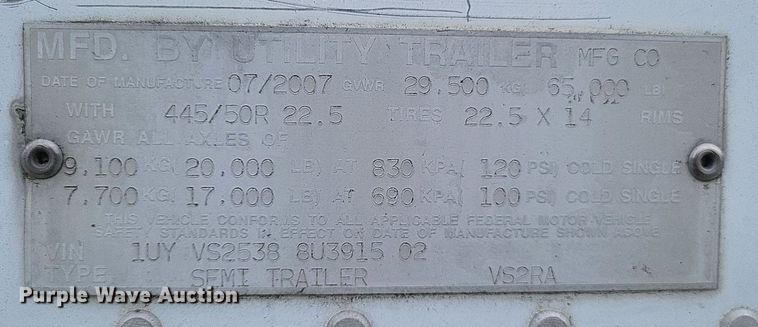 MFD. BY UTILITY TRAILER MFG CO
DATE OF MANUFACTURE 07/2007 GVWR 29.500 KG( 65,000 LB)
WITH 445/50R 22.5 TIRES 22.5 X 14 RIMS
GAWR ALL AXLES OF
9,100 KG( 20,000 LB) AT 830 KPA( 120 PSI) COLD SINGLE
7,700 KG( 17,000 LB) AT 690 KPA( 100 PSI) COLD SINGLE
THIS VEHICLE CONFORMS TO ALL APPLICABLE FEDERAL MOTOR VEHICLE
SAFETY STANDARDS IN EFFECT ON DATE OF MANUFACTURE SHOWN ABOVE
VIN 1UY VS2538 8U3915 02
TYPE SEMI TRAILER VS2RA
Purple Wave Auction